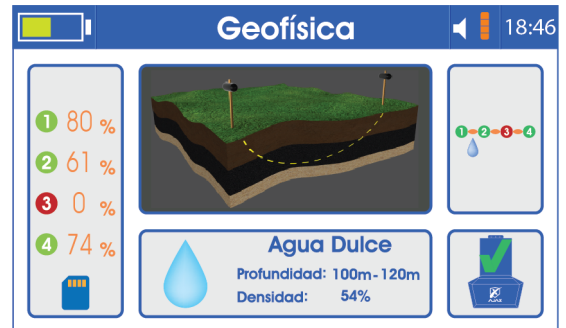 Geofísica
18:46
1 80 %
2 61 %
3 0 %
4 74 %
1 2 3 4
Agua Dulce
Profundidad: 100m-120m
Densidad: 54%
AJAX